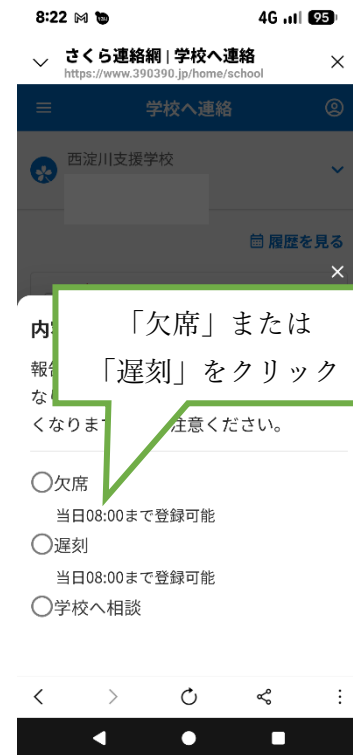 8:22
4G
95
さくら連絡網 | 学校へ連絡
https://www.390390.jp/home/school
学校へ連絡
西淀川支援学校
履歴を見る
「欠席」または
「遅刻」をクリック
内
報
な
くなりま 注意ください。
欠席
当日08:00まで登録可能
遅刻
当日08:00まで登録可能
学校へ相談